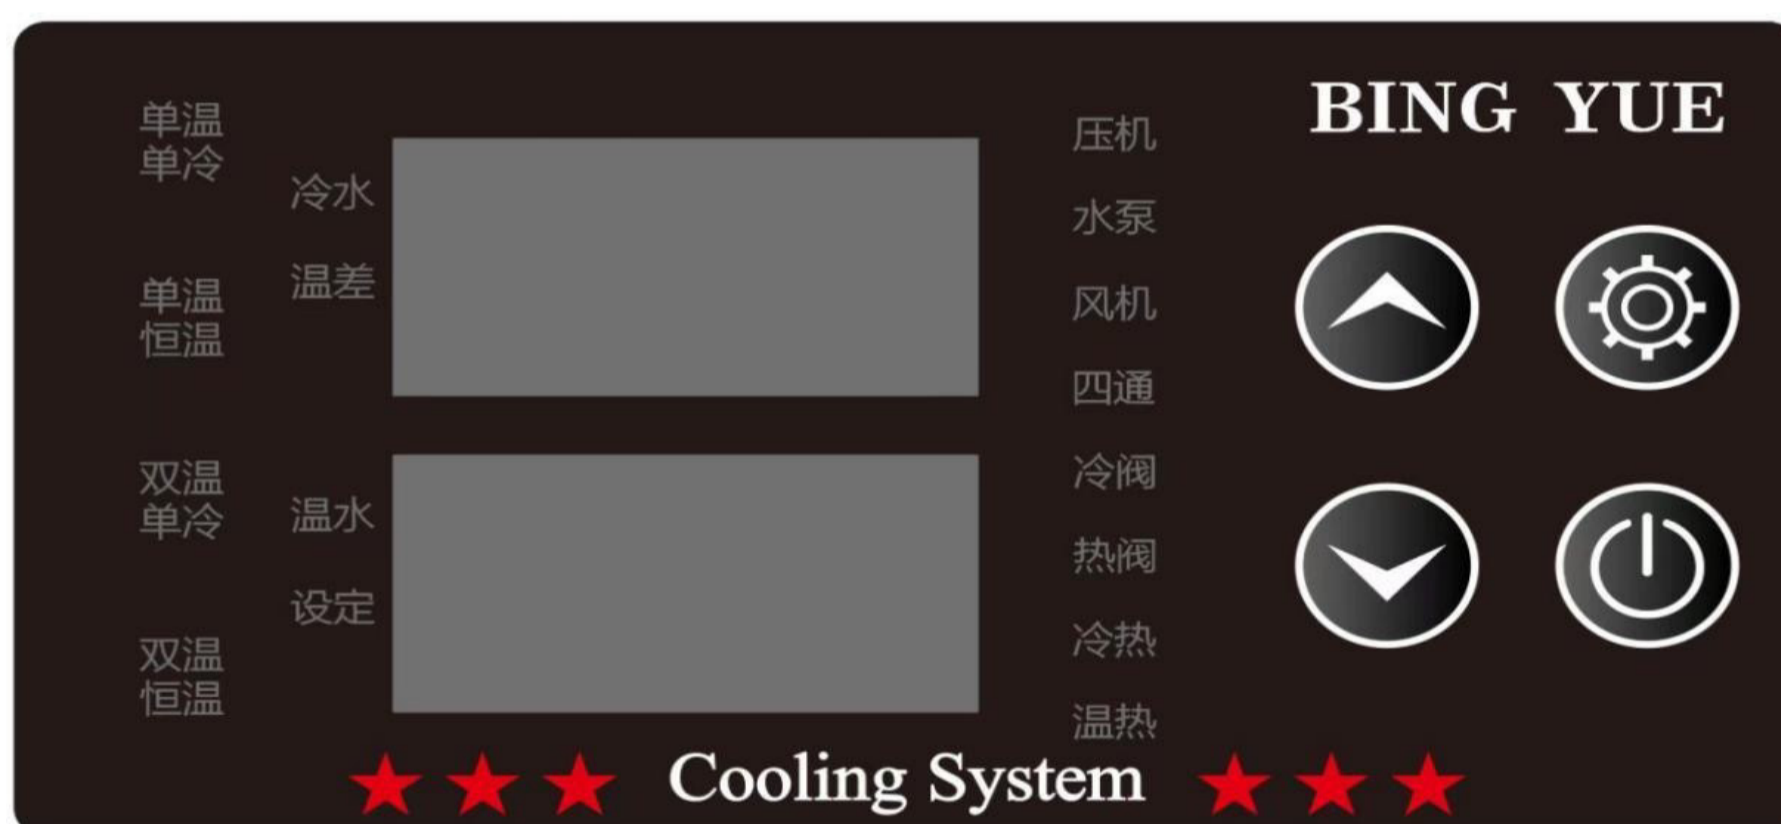 单温
单冷
单温
恒温
双温
单冷
双温
恒温
冷水
温差
温水
设定
压机
水泵
风机
四通
冷阀
热阀
冷热
温热
BING YUE
Cooling System